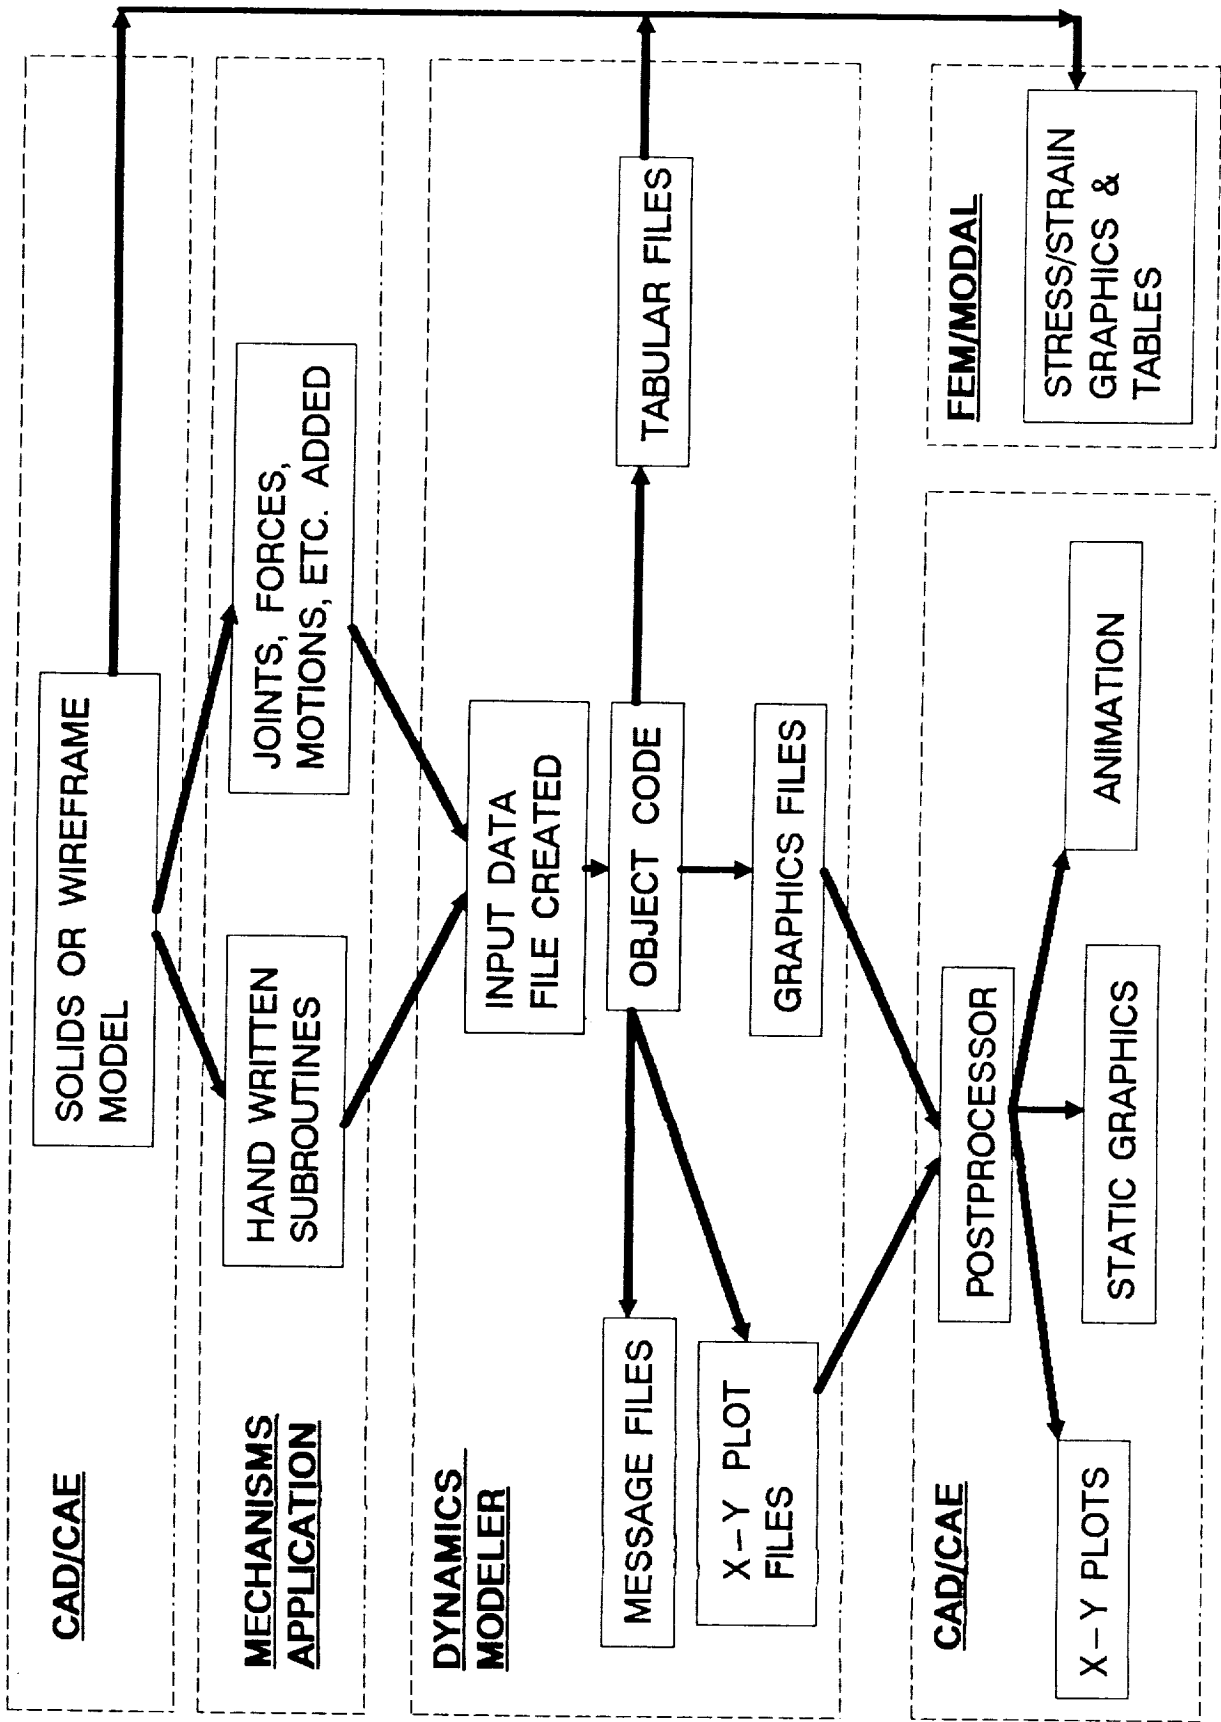 CAD/CAE
SOLIDS OR WIREFRAME
MODEL
MECHANISMS
APPLICATION
HAND WRITTEN
SUBROUTINES
JOINTS, FORCES,
MOTIONS, ETC. ADDED
DYNAMICS
MODELER
INPUT DATA
FILE CREATED
MESSAGE FILES
OBJECT CODE
TABULAR FILES
X-Y PLOT
FILES
GRAPHICS FILES
CAD/CAE
POSTPROCESSOR
X-Y PLOTS
STATIC GRAPHICS
ANIMATION
FEM/MODAL
STRESS/STRAIN
GRAPHICS &
TABLES